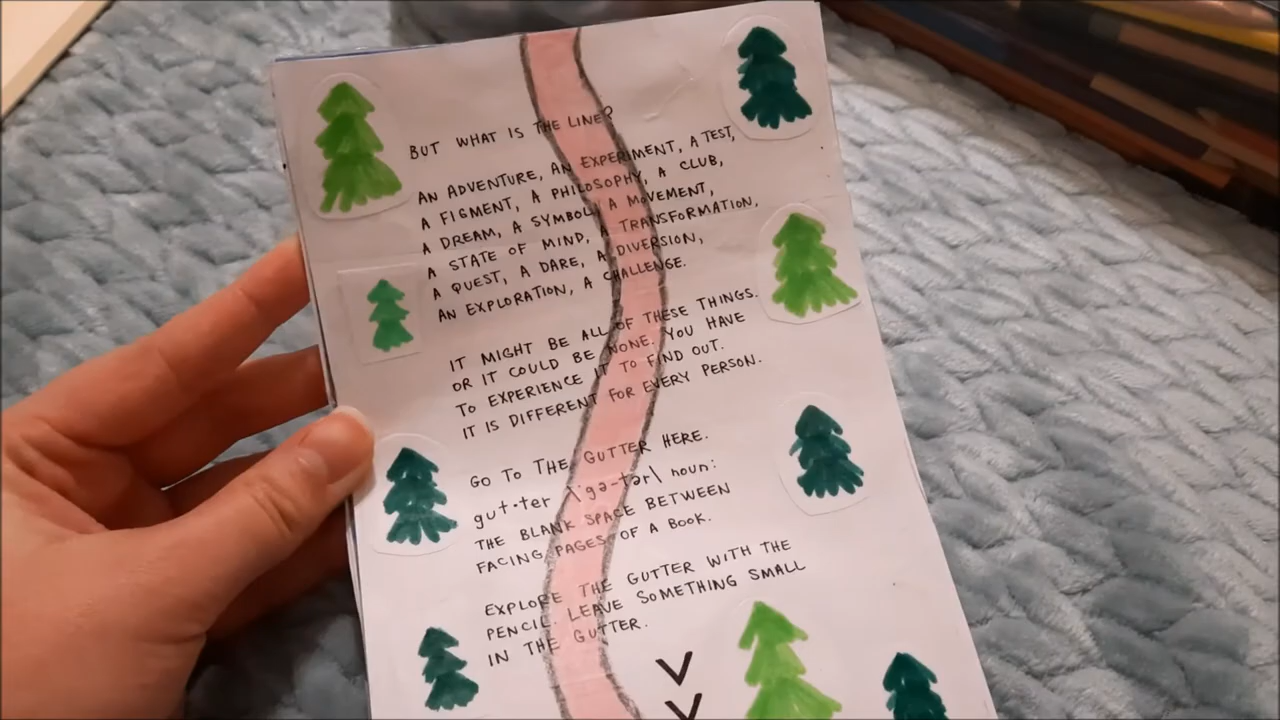 BUT WHAT IS THE LINE?
AN ADVENTURE, AN EXPERIMENT, A TEST,
A FIGMENT, A PHILOSOPHY, A CLUB,
A DREAM, A SYMBOL, A MOVEMENT,
A STATE OF MIND, A TRANSFORMATION,
A QUEST, A DARE, A DIVERSION,
AN EXPLORATION, A CHALLENGE.
IT MIGHT BE ALL OF THESE THINGS.
OR IT COULD BE NONE. YOU HAVE
TO EXPERIENCE IT TO FIND OUT.
IT IS DIFFERENT FOR EVERY PERSON.
GO TO THE GUTTER HERE.
gut·ter \ˈgə-tər\ noun:
THE BLANK SPACE BETWEEN
FACING PAGES OF A BOOK.
EXPLORE THE GUTTER WITH THE
PENCIL. LEAVE SOMETHING SMALL
IN THE GUTTER.